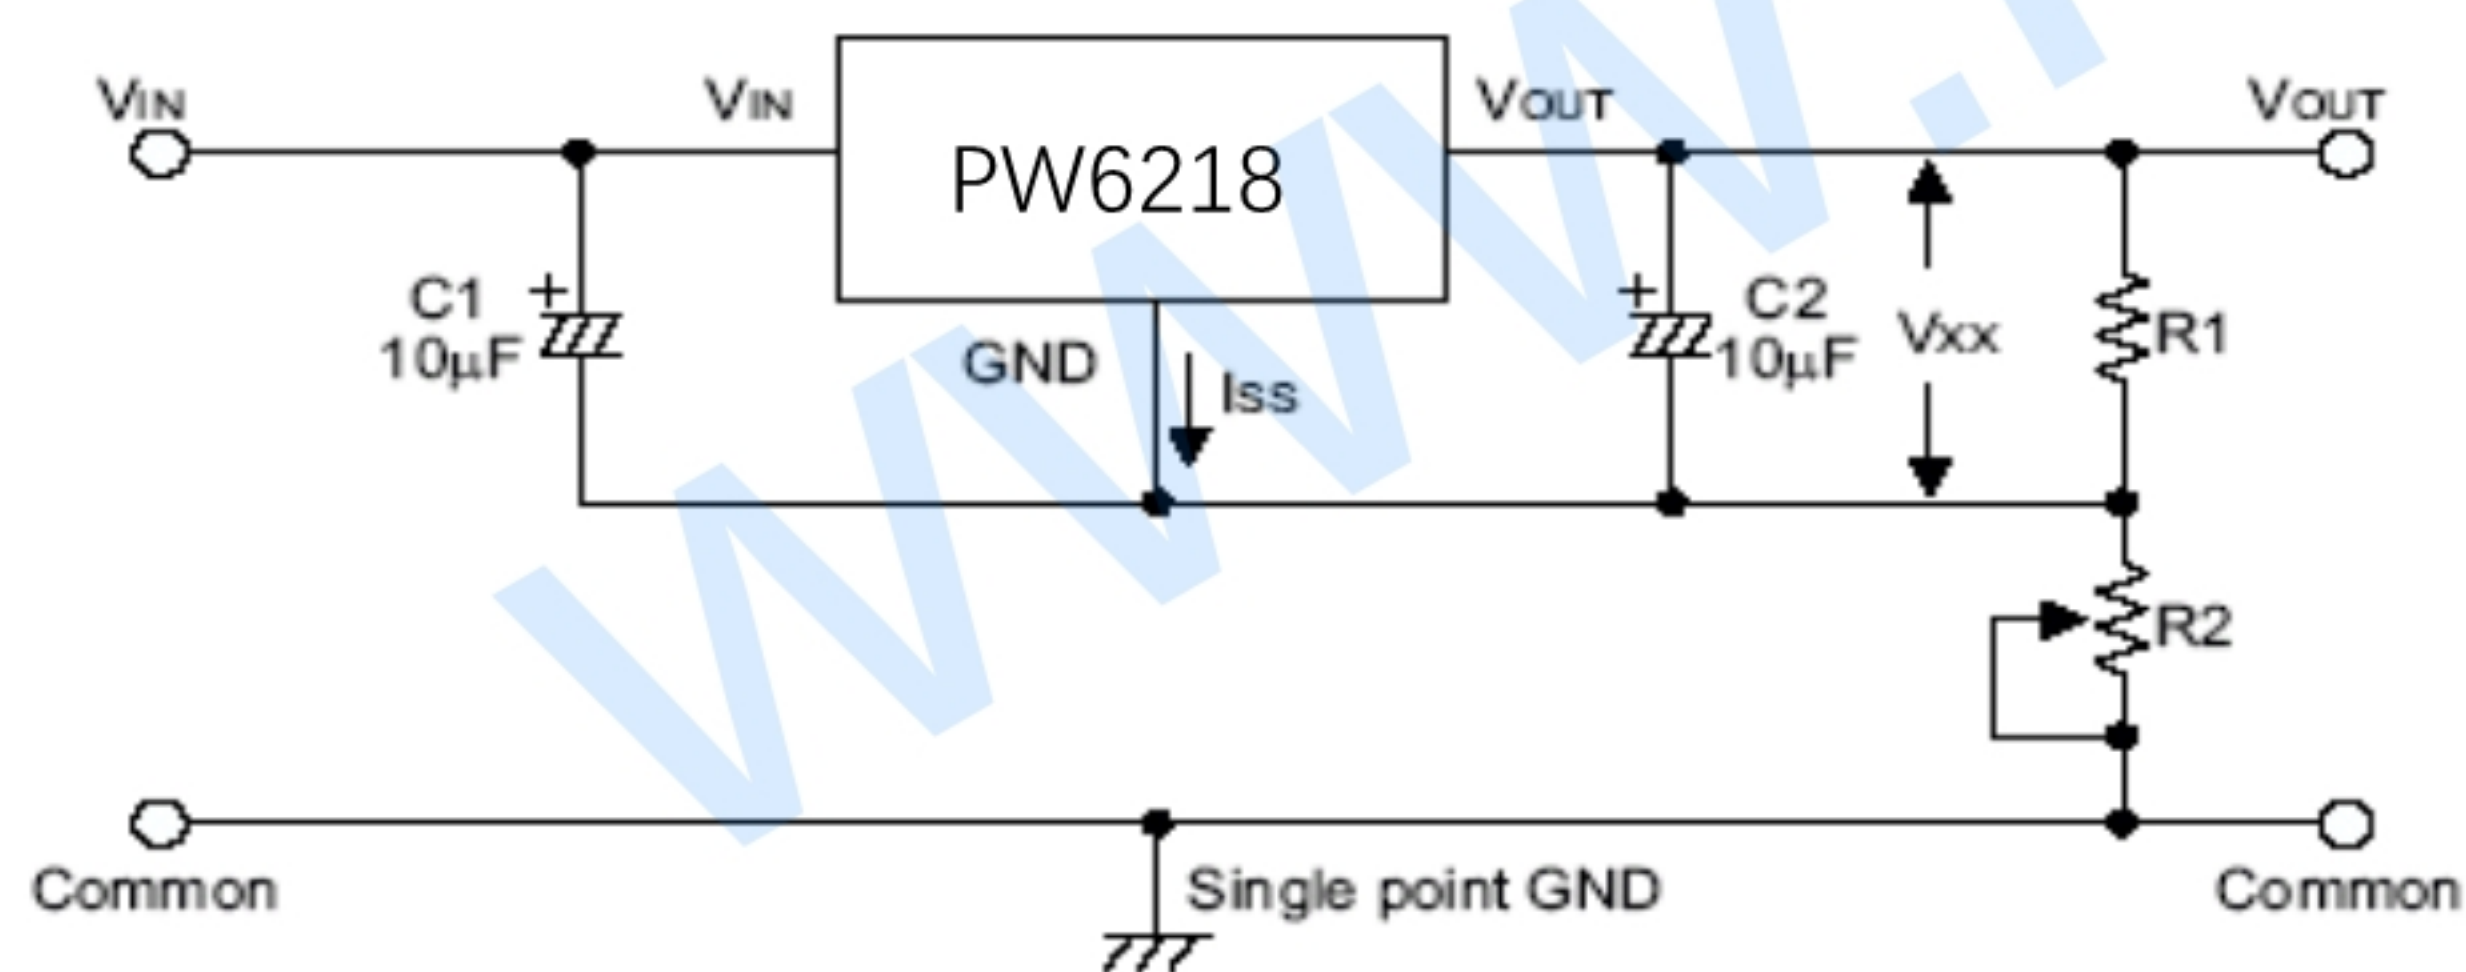 VIN
VIN
PW6218
VOUT
VOUT
C1
10μF
+
GND
Iss
+
C2
10μF
Vxx
R1
R2
Common
Single point GND
Common
www.